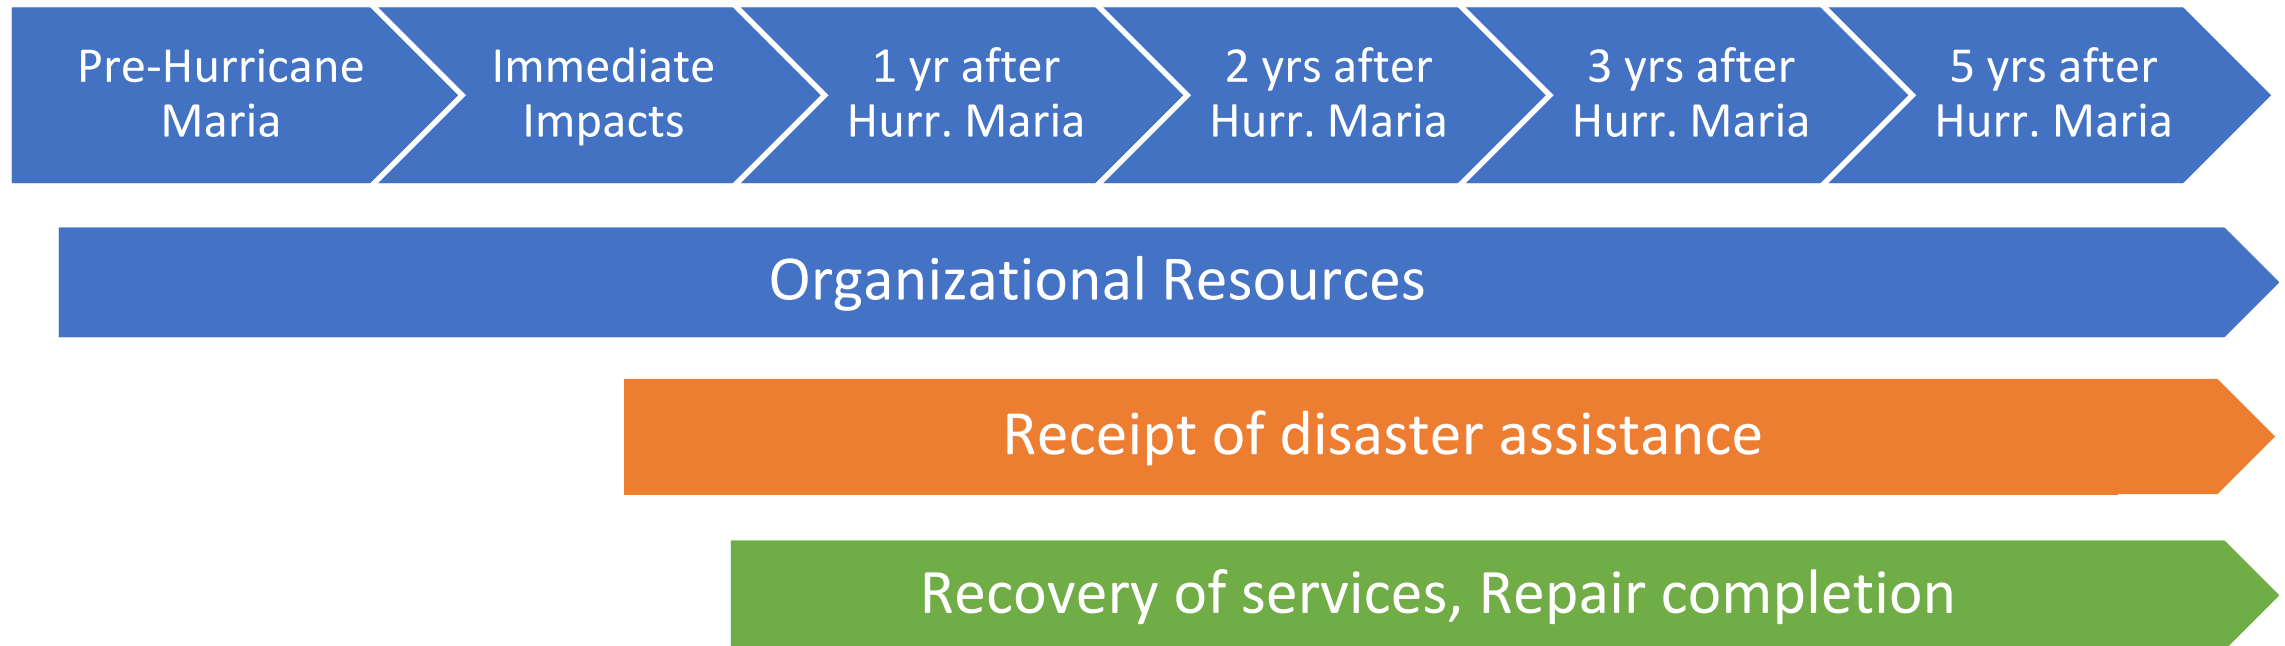 Pre-Hurricane
Maria
Immediate
Impacts
1 yr after
Hurr. Maria
2 yrs after
Hurr. Maria
3 yrs after
Hurr. Maria
5 yrs after
Hurr. Maria
Organizational Resources
Receipt of disaster assistance
Recovery of services, Repair completion